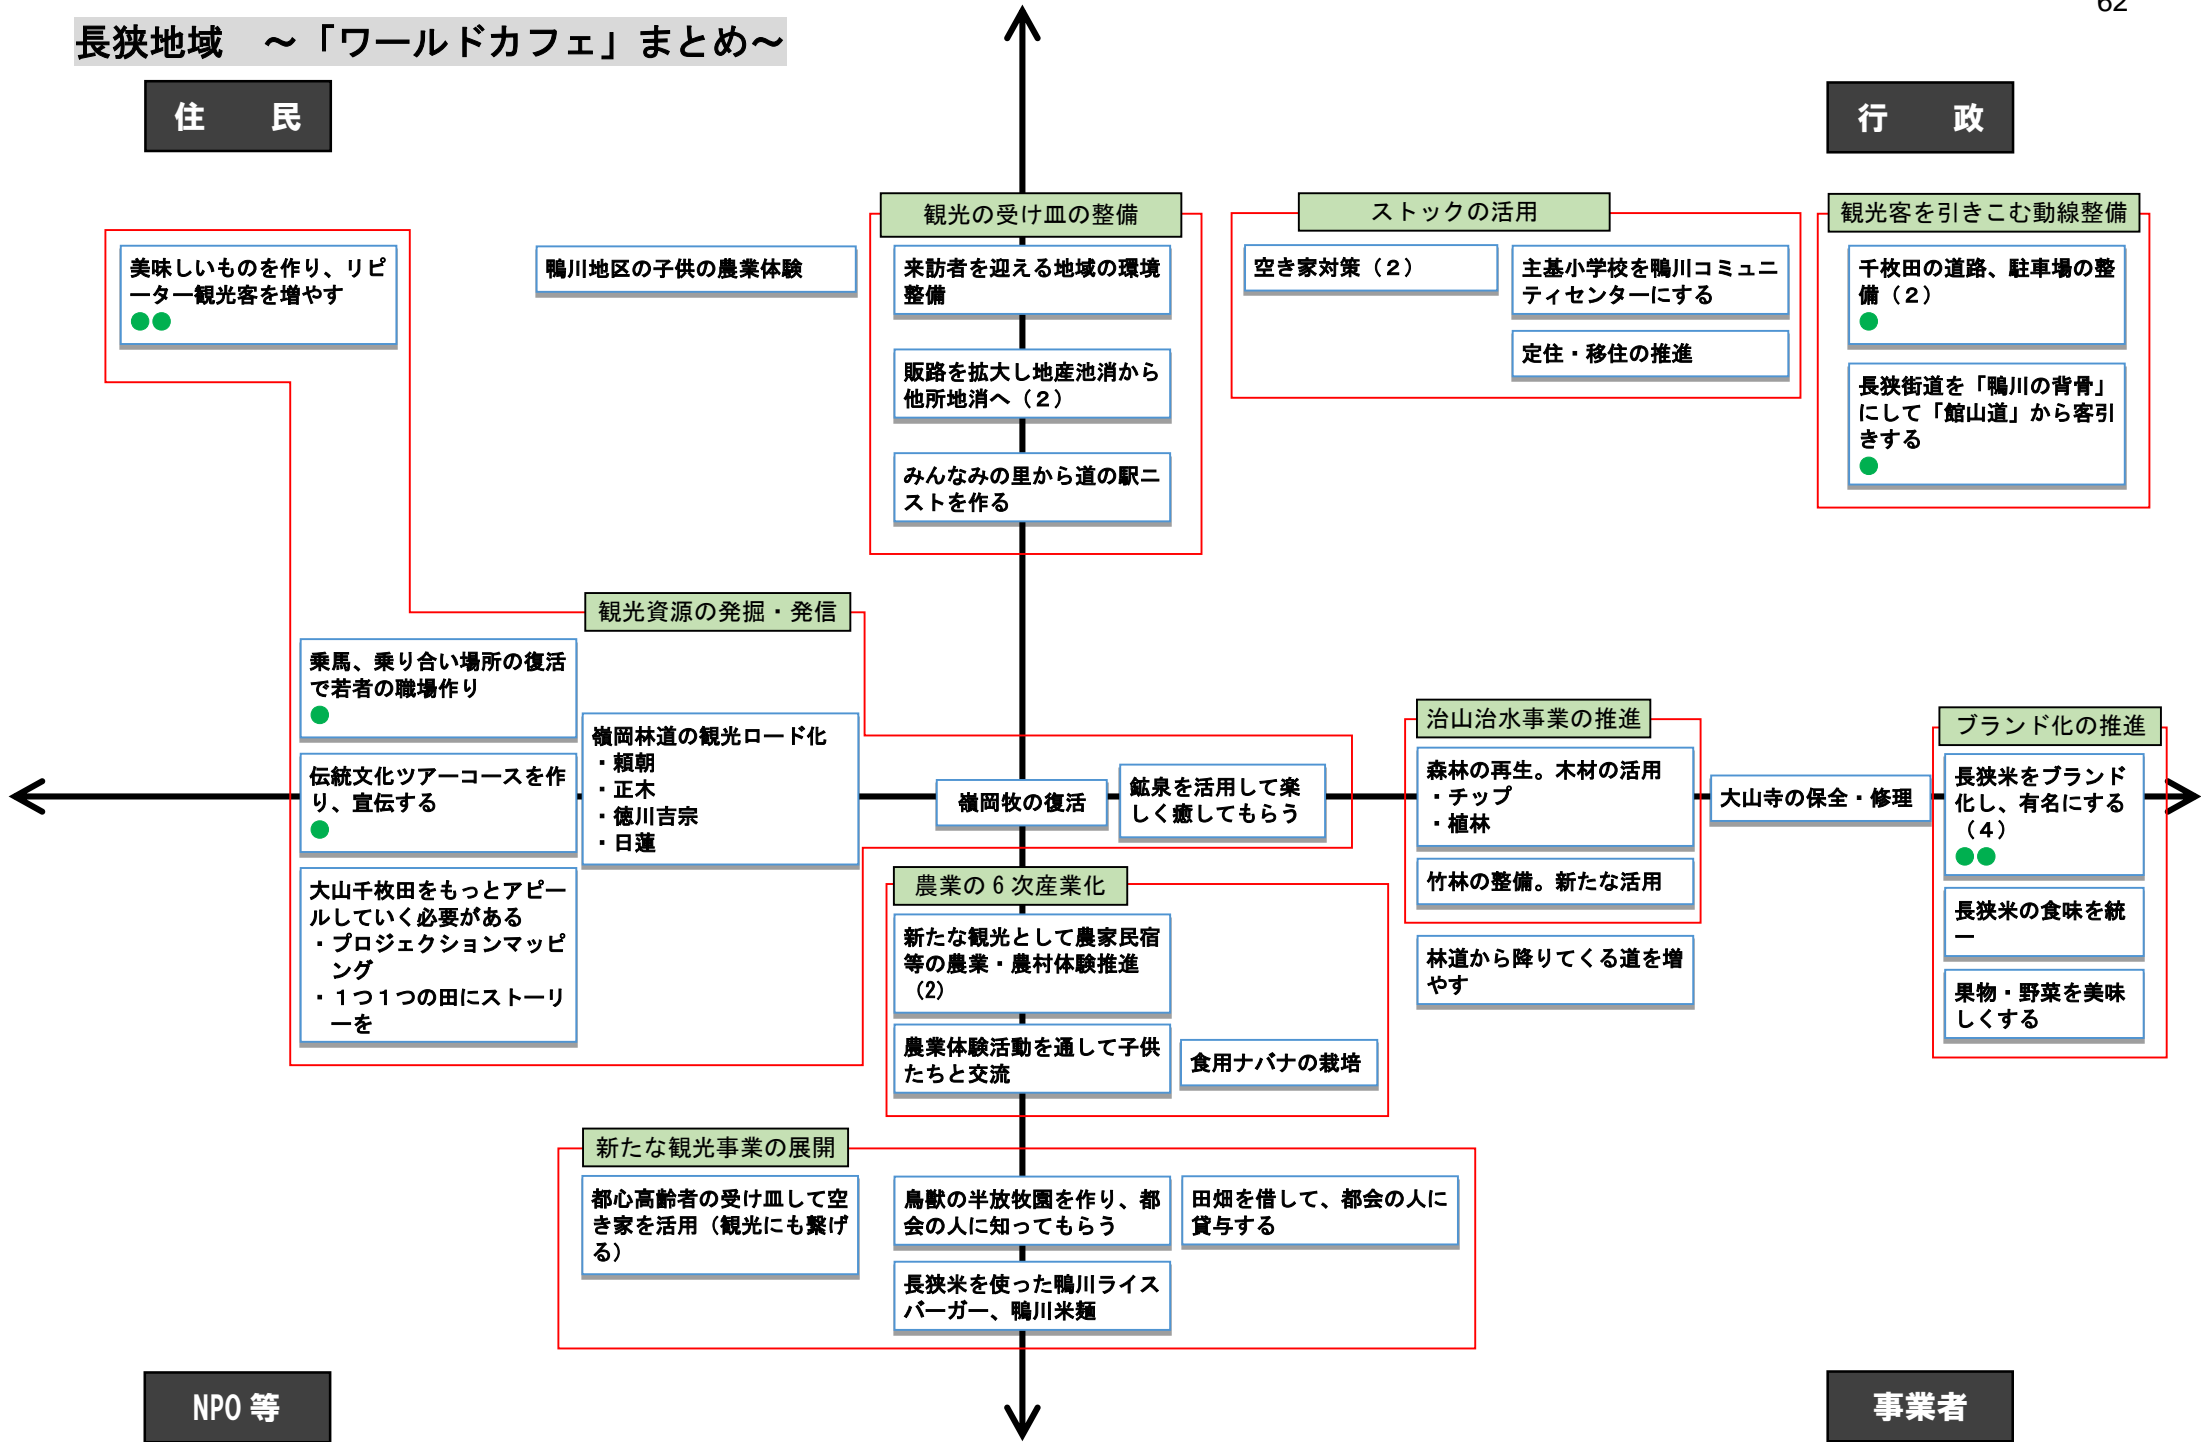 62
長狭地域　～「ワールドカフェ」まとめ～
住　　民
行　　政
美味しいものを作り、リピ
ーター観光客を増やす
鴨川地区の子供の農業体験
観光の受け皿の整備
来訪者を迎える地域の環境
整備
販路を拡大し地産池消から
他所地消へ（２）
みんなみの里から道の駅ニ
ストを作る
ストックの活用
空き家対策（２）
主基小学校を鴨川コミュニ
ティセンターにする
定住・移住の推進
観光客を引きこむ動線整備
千枚田の道路、駐車場の整
備（２）
長狭街道を「鴨川の背骨」
にして「館山道」から客引
きする
観光資源の発掘・発信
乗馬、乗り合い場所の復活
で若者の職場作り
伝統文化ツアーコースを作
り、宣伝する
大山千枚田をもっとアピー
ルしていく必要がある
・プロジェクションマッピ
ング
・１つ１つの田にストーリ
ーを
嶺岡林道の観光ロード化
・頼朝
・正木
・徳川吉宗
・日蓮
嶺岡牧の復活
鉱泉を活用して楽
しく癒してもらう
治山治水事業の推進
森林の再生。木材の活用
・チップ
・植林
竹林の整備。新たな活用
林道から降りてくる道を増
やす
大山寺の保全・修理
ブランド化の推進
長狭米をブランド
化し、有名にする
（４）
長狭米の食味を統
一
果物・野菜を美味
しくする
農業の６次産業化
新たな観光として農家民宿
等の農業・農村体験推進
（2）
農業体験活動を通して子供
たちと交流
食用ナバナの栽培
新たな観光事業の展開
都心高齢者の受け皿して空
き家を活用（観光にも繋げ
る）
鳥獣の半放牧園を作り、都
会の人に知ってもらう
田畑を借して、都会の人に
貸与する
長狭米を使った鴨川ライス
バーガー、鴨川米麺
NPO 等
事業者